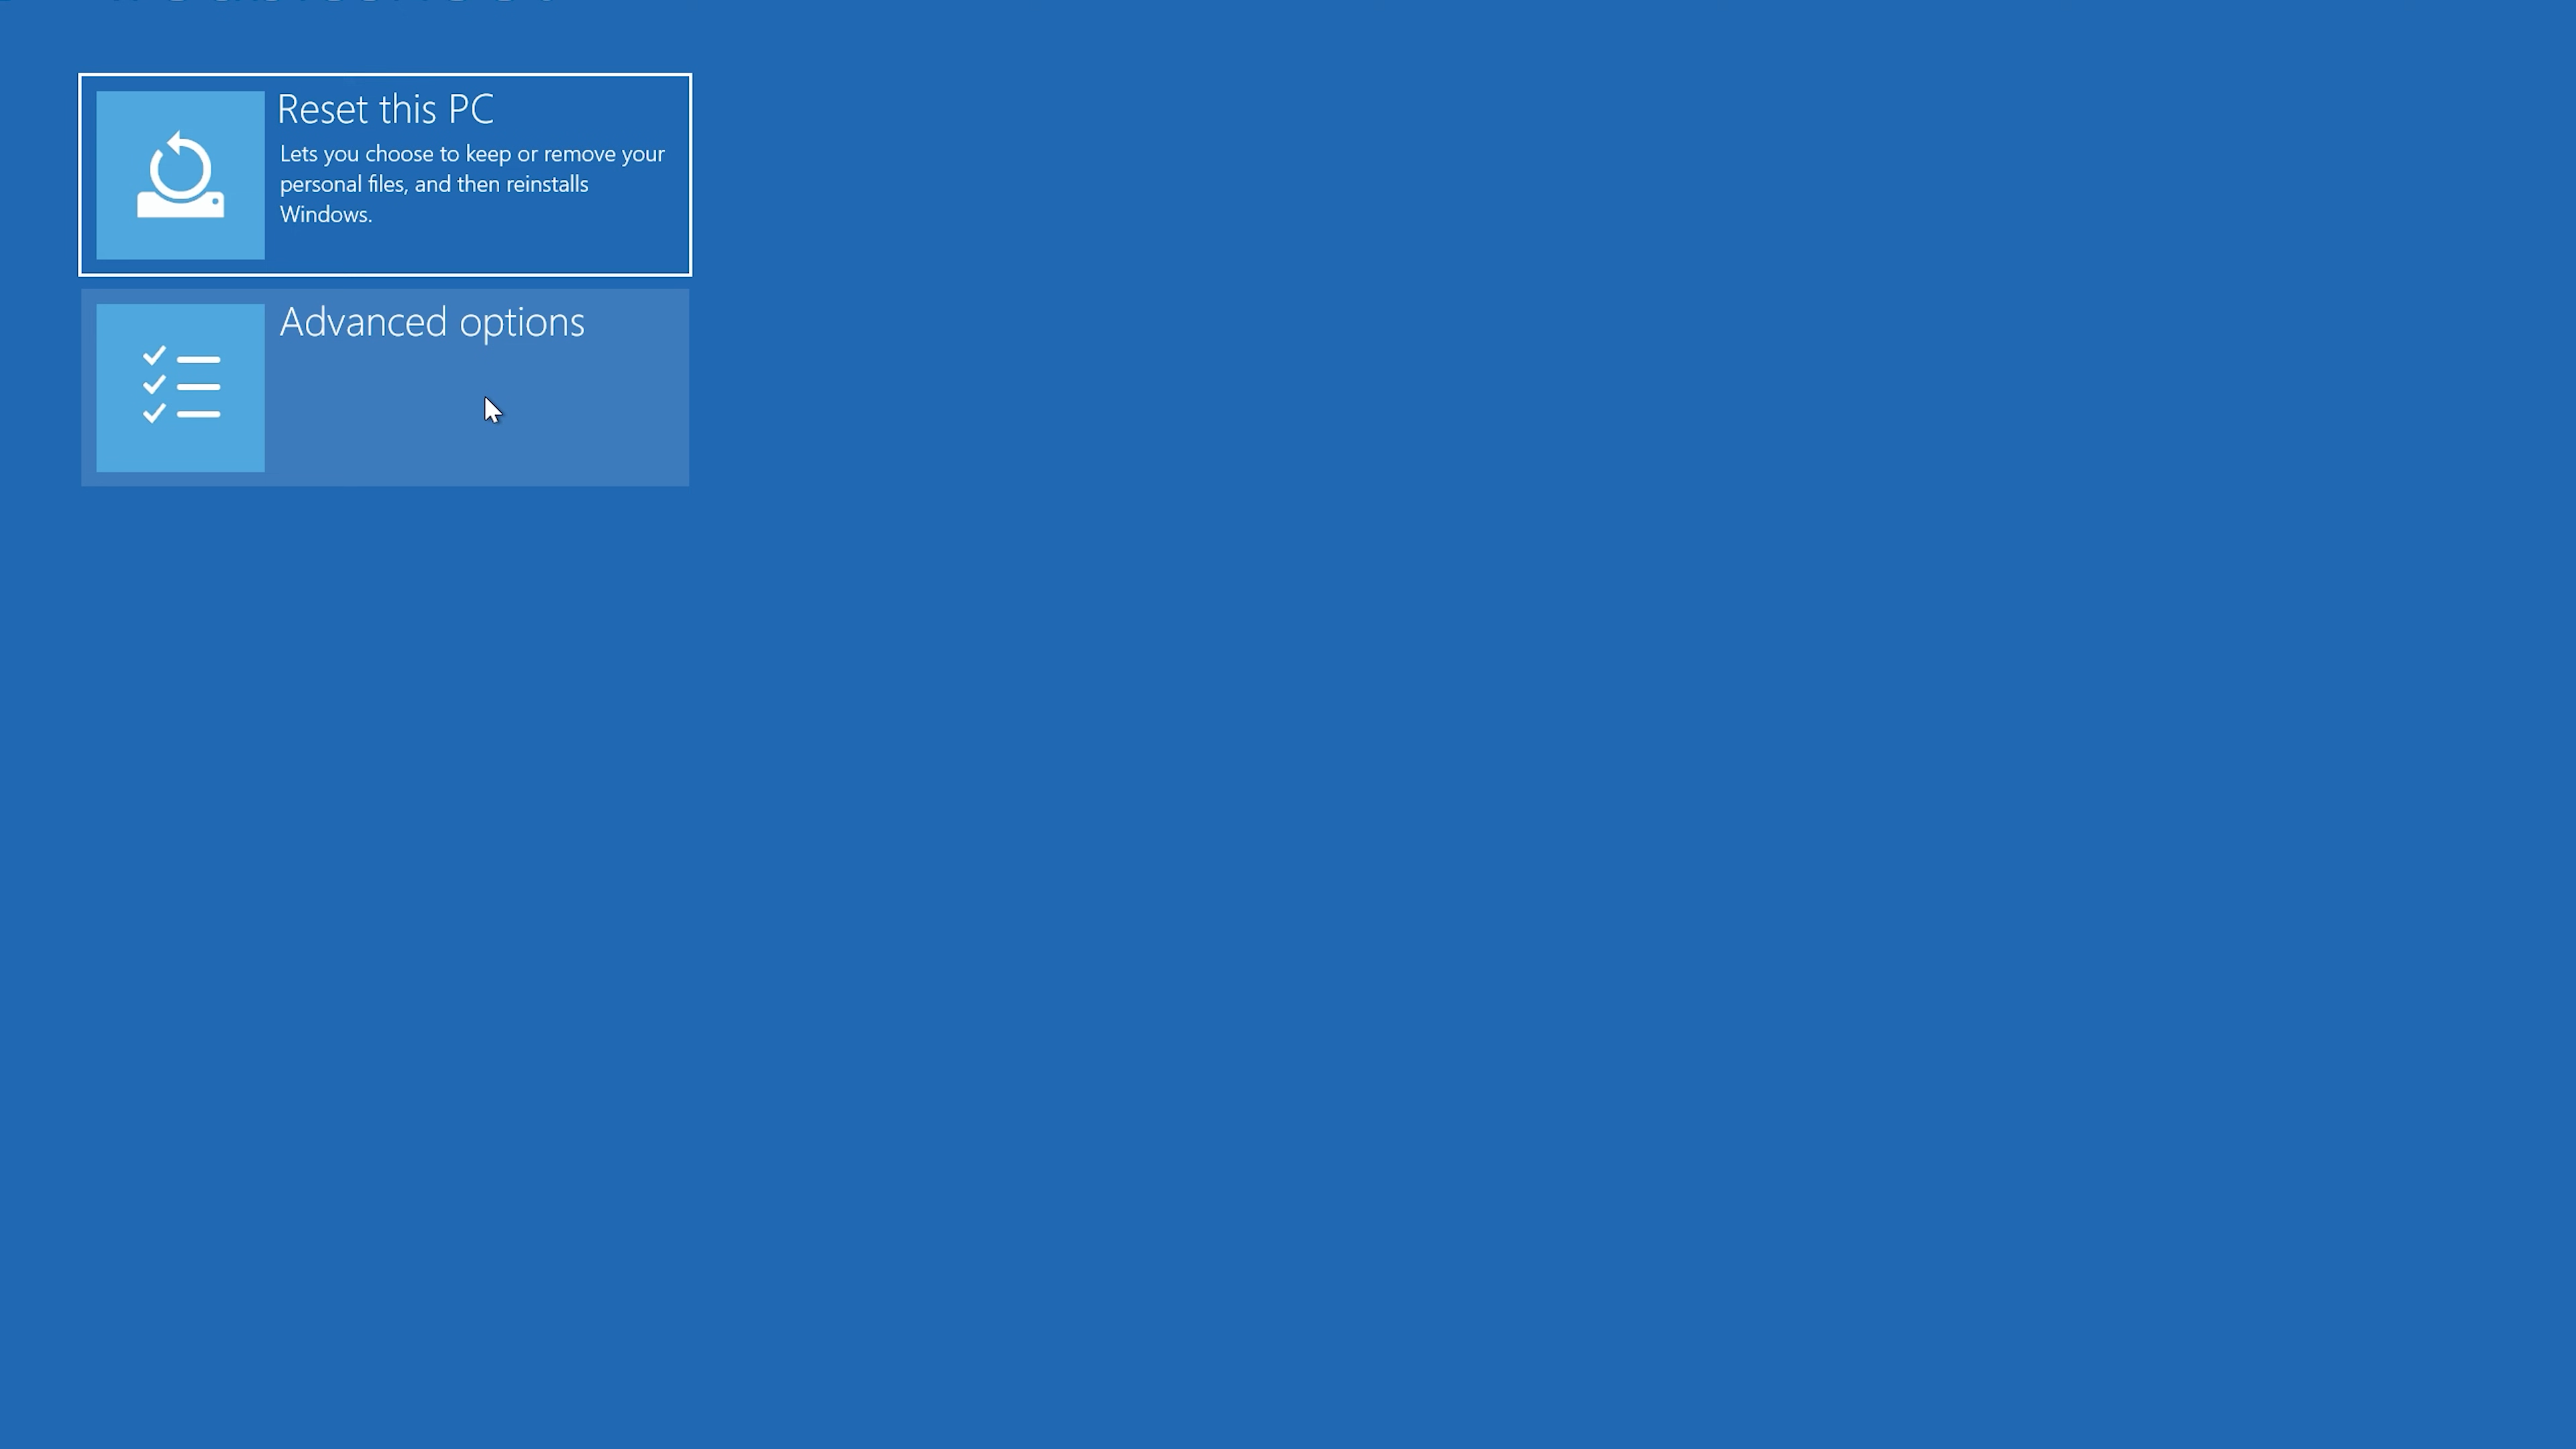 Reset this PC
Lets you choose to keep or remove your
personal files, and then reinstalls
Windows.
Advanced options